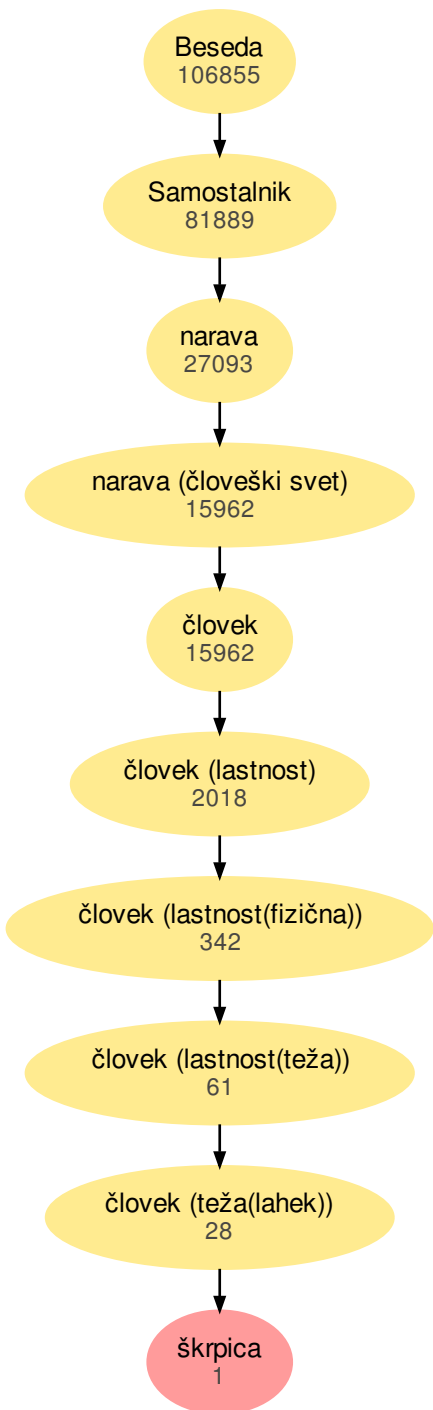 Beseda
106855
Samostalnik
81889
narava
27093
narava (človeški svet)
15962
človek
15962
človek (lastnost)
2018
človek (lastnost(fizična))
342
človek (lastnost(teža))
61
človek (teža(lahek))
28
škrpica
1